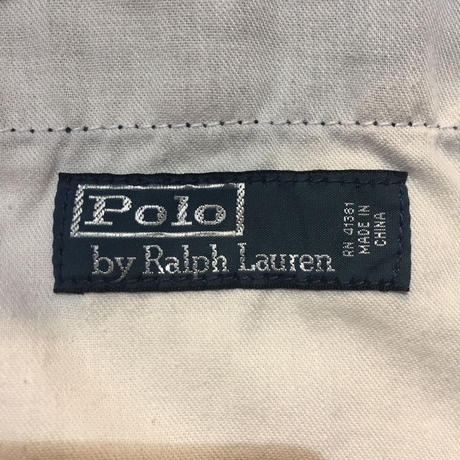 Polo
by Ralph Lauren
RN 41381
MADE IN
CHINA